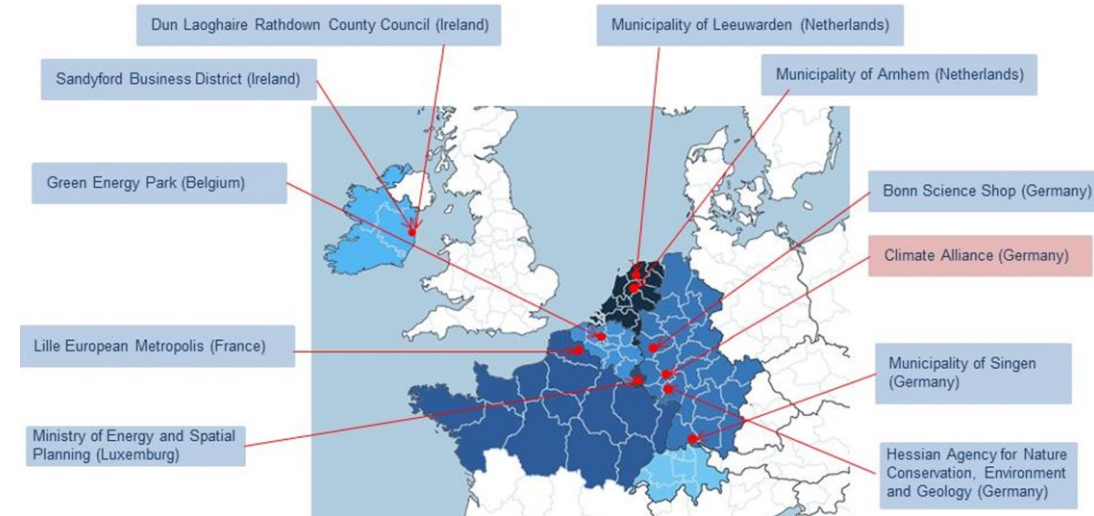 Dun Laoghaire Rathdown County Council (Ireland)
Municipality of Leeuwarden (Netherlands)
Sandyford Business District (Ireland)
Municipality of Arnhem (Netherlands)
Green Energy Park (Belgium)
Bonn Science Shop (Germany)
Climate Alliance (Germany)
Lille European Metropolis (France)
Municipality of Singen
(Germany)
Ministry of Energy and Spatial
Planning (Luxemburg)
Hessian Agency for Nature
Conservation, Environment
and Geology (Germany)